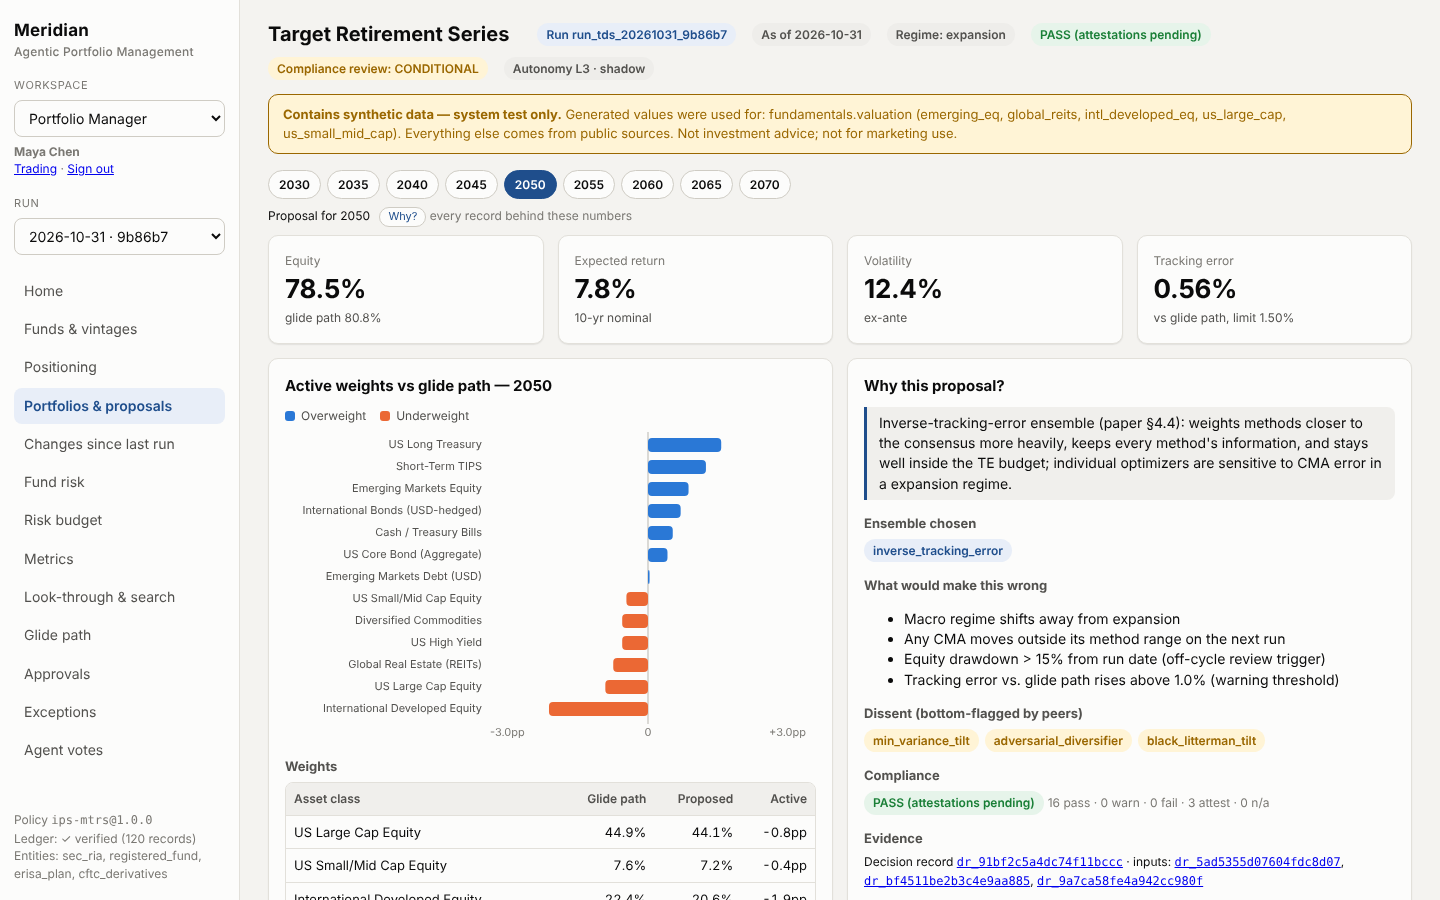 Meridian
Agentic Portfolio Management
WORKSPACE
Portfolio Manager
Maya Chen
Trading · Sign out
RUN
2026-10-31 · 9b86b7
Home
Funds & vintages
Positioning
Portfolios & proposals
Changes since last run
Fund risk
Risk budget
Metrics
Look-through & search
Glide path
Approvals
Exceptions
Agent votes
Policy ips-mtrs@1.0.0
Ledger: ✓ verified (120 records)
Entities: sec_ria, registered_fund,
erisa_plan, cftc_derivatives
Target Retirement Series
Run run_tds_20261031_9b86b7
As of 2026-10-31
Regime: expansion
PASS (attestations pending)
Compliance review: CONDITIONAL
Autonomy L3 · shadow
Contains synthetic data — system test only. Generated values were used for: fundamentals.valuation (emerging_eq, global_reits, intl_developed_eq, us_large_cap,
us_small_mid_cap). Everything else comes from public sources. Not investment advice; not for marketing use.
2030 2035 2040 2045 2050 2055 2060 2065 2070
Proposal for 2050 Why? every record behind these numbers
Equity
78.5%
glide path 80.8%
Expected return
7.8%
10-yr nominal
Volatility
12.4%
ex-ante
Tracking error
0.56%
vs glide path, limit 1.50%
Active weights vs glide path — 2050
Overweight Underweight
US Long Treasury
Short-Term TIPS
Emerging Markets Equity
International Bonds (USD-hedged)
Cash / Treasury Bills
US Core Bond (Aggregate)
Emerging Markets Debt (USD)
US Small/Mid Cap Equity
Diversified Commodities
US High Yield
Global Real Estate (REITs)
US Large Cap Equity
International Developed Equity
-3.0pp 0 +3.0pp
Weights
Asset class Glide path Proposed Active
US Large Cap Equity 44.9% 44.1% -0.8pp
US Small/Mid Cap Equity 7.6% 7.2% -0.4pp
International Developed Equity 22.4% 20.6% -1.9pp
Why this proposal?
Inverse-tracking-error ensemble (paper §4.4): weights methods closer to
the consensus more heavily, keeps every method's information, and stays
well inside the TE budget; individual optimizers are sensitive to CMA error in
a expansion regime.
Ensemble chosen
inverse_tracking_error
What would make this wrong
• Macro regime shifts away from expansion
• Any CMA moves outside its method range on the next run
• Equity drawdown > 15% from run date (off-cycle review trigger)
• Tracking error vs. glide path rises above 1.0% (warning threshold)
Dissent (bottom-flagged by peers)
min_variance_tilt adversarial_diversifier black_litterman_tilt
Compliance
PASS (attestations pending) 16 pass · 0 warn · 0 fail · 3 attest · 0 n/a
Evidence
Decision record dr_91bf2c5a4dc74f11bccc · inputs: dr_5ad5355d07604fdc8d07,
dr_bf4511be2b3c4e9aa885, dr_9a7ca58fe4a942cc980f